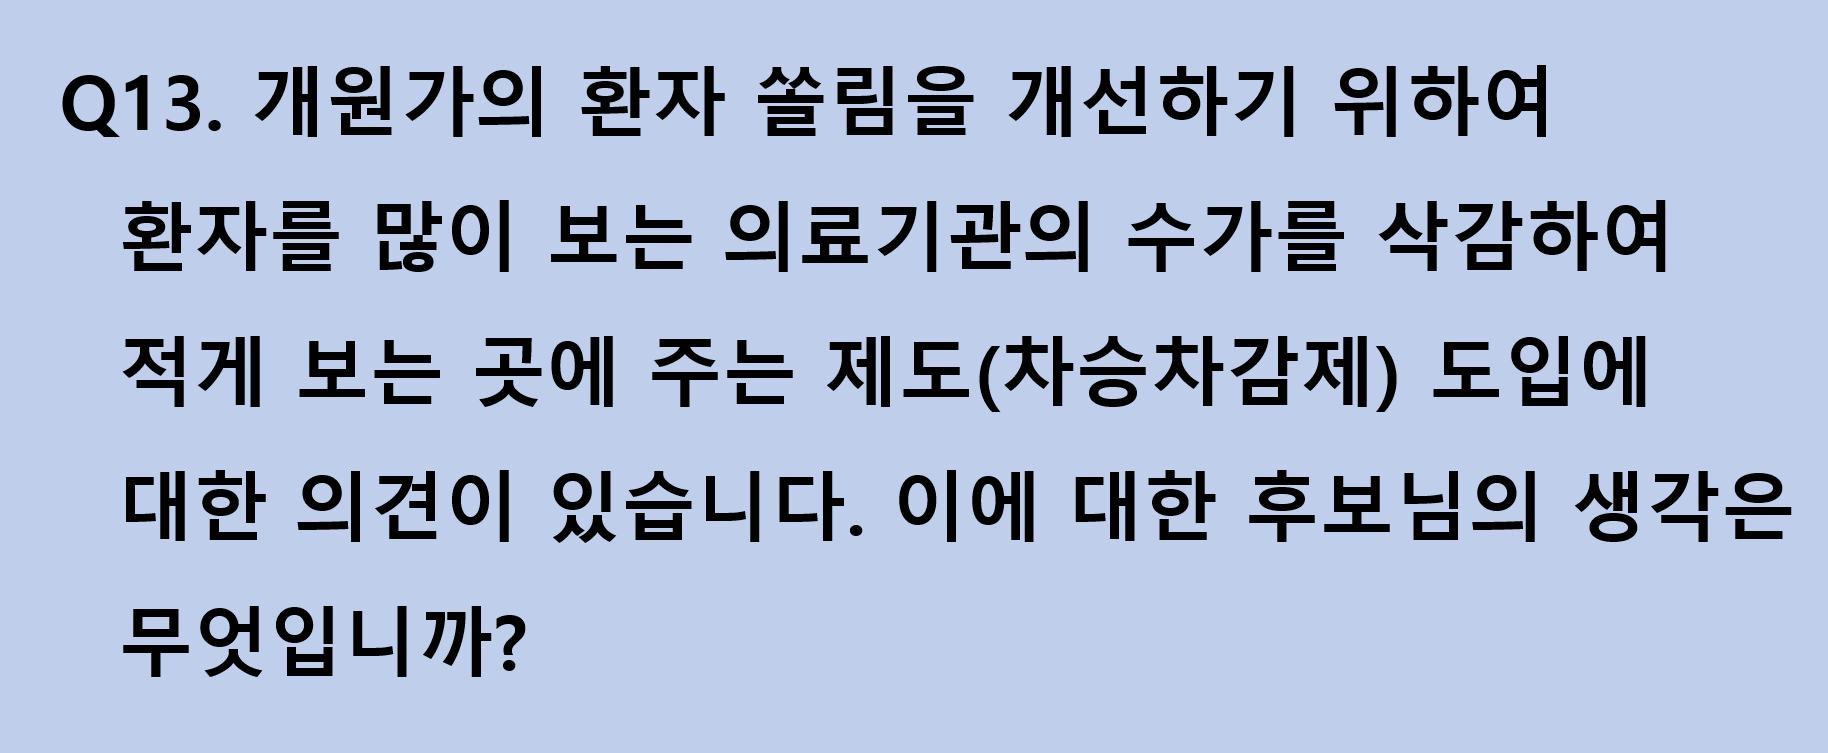 Q13. 개원가의 환자 쏠림을 개선하기 위하여
환자를 많이 보는 의료기관의 수가를 삭감하여
적게 보는 곳에 주는 제도(차승차감제) 도입에
대한 의견이 있습니다. 이에 대한 후보님의 생각은
무엇입니까?